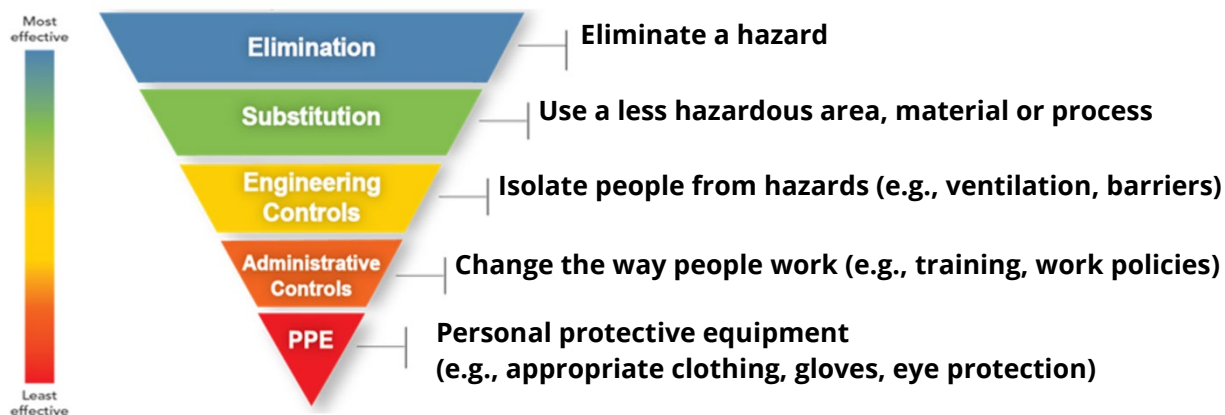 Most
effective
Elimination
Eliminate a hazard
Substitution
Use a less hazardous area, material or process
Engineering
Controls
Isolate people from hazards (e.g., ventilation, barriers)
Administrative
Controls
Change the way people work (e.g., training, work policies)
PPE
Personal protective equipment
(e.g., appropriate clothing, gloves, eye protection)
Least
effective